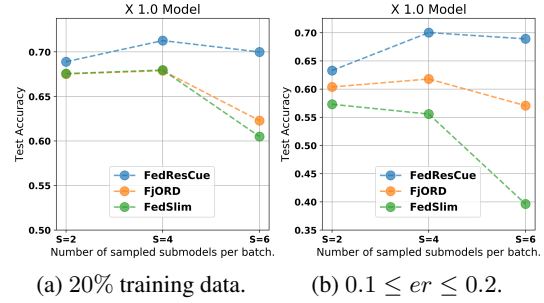 X 1.0 Model
Test Accuracy
0.70
0.65
0.60
0.55
0.50
FedResCue
FjORD
FedSlim
S=2 S=4 S=6
Number of sampled submodels per batch.
(a) 20% training data.
X 1.0 Model
Test Accuracy
0.70
0.65
0.60
0.55
0.50
0.45
0.40
0.35
FedResCue
FjORD
FedSlim
S=2 S=4 S=6
Number of sampled submodels per batch.
(b) 0.1 ≤ er ≤ 0.2.